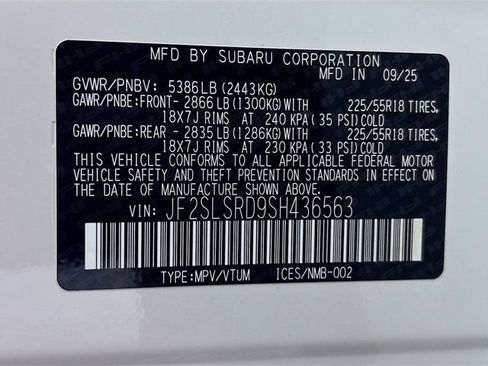 MFD BY SUBARU CORPORATION
MFD IN 09/25
GVWR/PNBV: 5386LB (2443KG)
GAWR/PNBE:FRONT- 2866LB(1300KG)WITH 225/55R18 TIRES,
18X7J RIMS AT 240 KPA( 35 PSI)COLD
GAWR/PNBE:REAR - 2835LB(1286KG)WITH 225/55R18 TIRES,
18X7J RIMS AT 230 KPA( 33 PSI)COLD
THIS VEHICLE CONFORMS TO ALL APPLICABLE FEDERAL MOTOR
VEHICLE SAFETY AND THEFT PREVENTION STANDARDS IN EFFECT
ON THE DATE OF MANUFACTURE SHOWN ABOVE.
VIN: JF2SLSRD9SH436563
TYPE:MPV/VTUM ICES/NMB-002